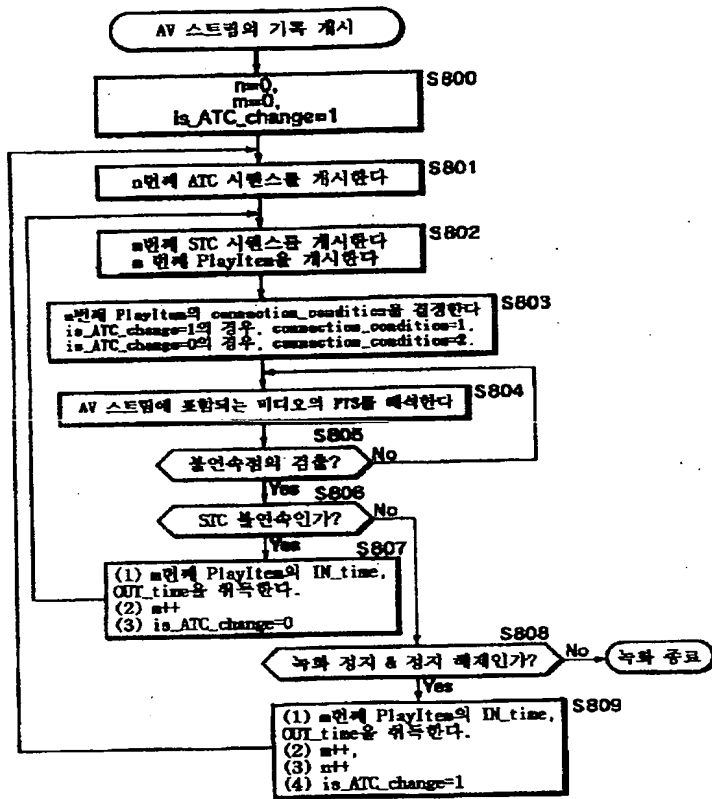 AV 스트림의 기록 개시
n=0,
m=0,
is_ATC_change=1
S800
n번째 ATC 시퀀스를 개시한다
S801
m번째 STC 시퀀스를 개시한다
m 번째 PlayItem을 개시한다
S802
m번째 PlayItem의 connection_condition을 결정한다
is_ATC_change=1의 경우, connection_condition=1.
is_ATC_change=0의 경우, connection_condition=2.
S803
AV 스트림에 포함되는 비디오의 PTS를 해석한다
S804
S805
불연속점의 검출?
No
Yes
S806
STC 불연속인가?
No
Yes
S807
(1) m번째 PlayItem의 IN_time,
OUT_time을 취득한다.
(2) m++
(3) is_ATC_change=0
S808
녹화 정지 & 정지 해제인가?
No
녹화 종료
Yes
S809
(1) m번째 PlayItem의 IN_time,
OUT_time을 취득한다.
(2) m++,
(3) n++
(4) is_ATC_change=1